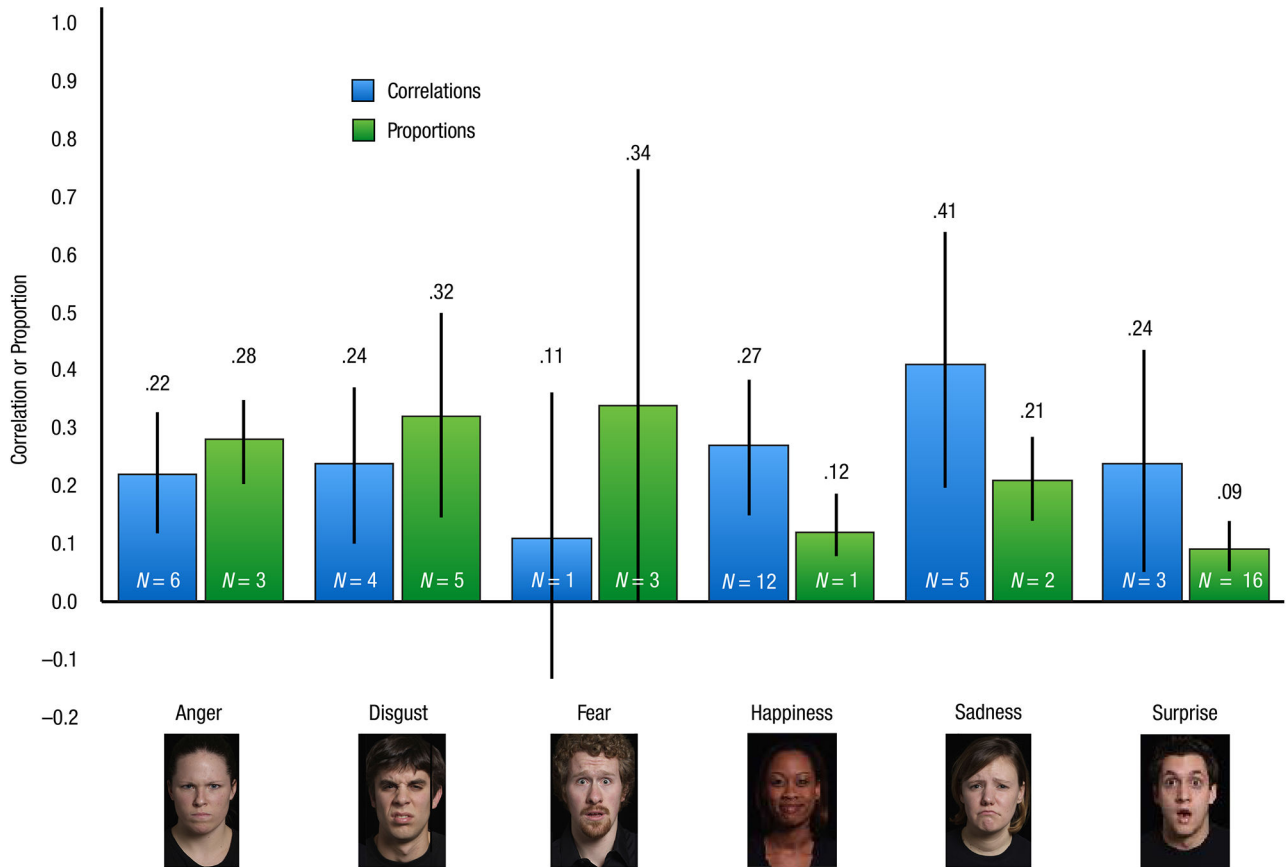 1.0
0.9
0.8
0.7
0.6
0.5
0.4
0.3
0.2
0.1
0.0
–0.1
–0.2
Correlation or Proportion
Correlations
Proportions
.22
.28
.24
.32
.11
.34
.27
.12
.41
.21
.24
.09
N = 6
N = 3
N = 4
N = 5
N = 1
N = 3
N = 12
N = 1
N = 5
N = 2
N = 3
N = 16
Anger
Disgust
Fear
Happiness
Sadness
Surprise